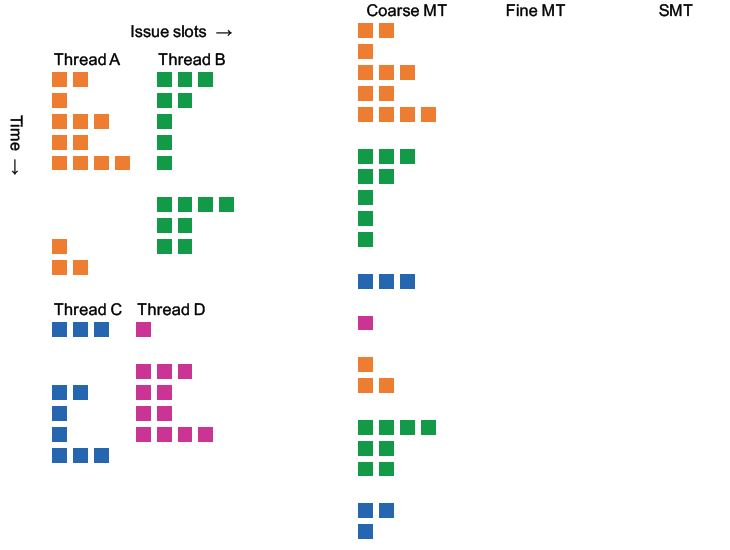 Coarse MT Fine MT SMT
Issue slots →
Thread A Thread B
Time →
Thread C Thread D